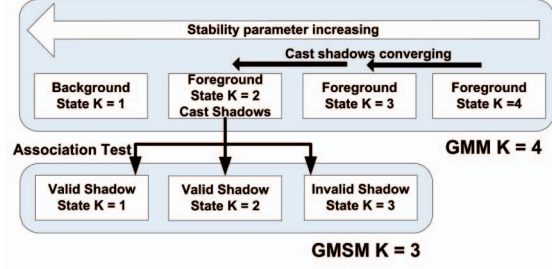 Stability parameter increasing
Cast shadows converging
Background
State K = 1
Foreground
State K = 2
Cast Shadows
Foreground
State K = 3
Foreground
State K =4
Association Test
GMM K = 4
Valid Shadow
State K = 1
Valid Shadow
State K = 2
Invalid Shadow
State K = 3
GMSM K = 3